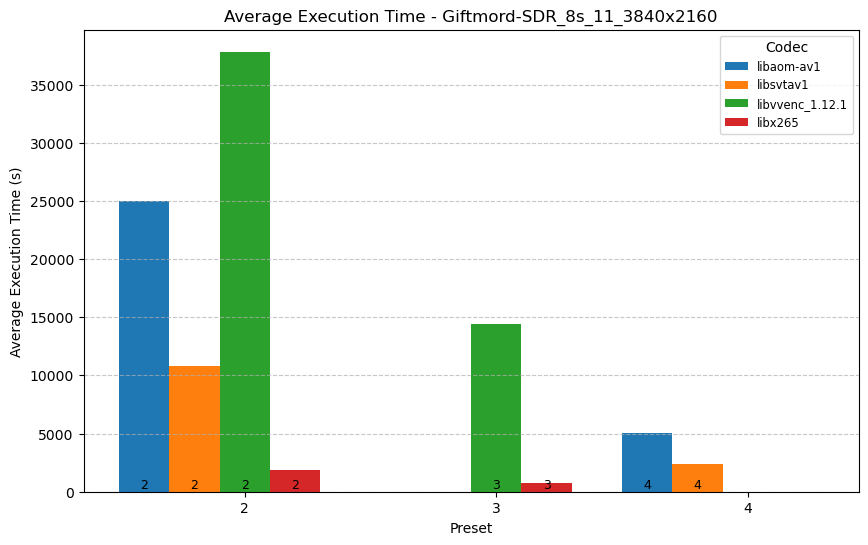 Average Execution Time - Giftmord-SDR_8s_11_3840x2160
Codec
libaom-av1
libsvtav1
libvvenc_1.12.1
libx265
Average Execution Time (s)
35000
30000
25000
20000
15000
10000
5000
0
2 2 2 2 3 3 4 4
2 3 4
Preset